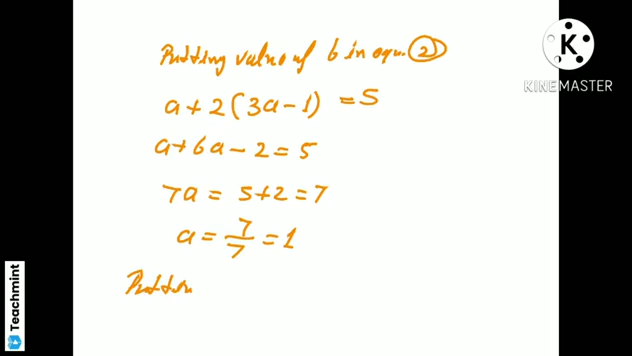 Putting value of b in equ. (2)
a + 2 (3a - 1) = 5
a + 6a - 2 = 5
7a = 5 + 2 = 7
a = 7/7 = 1
K
KINEMASTER
Teachmint